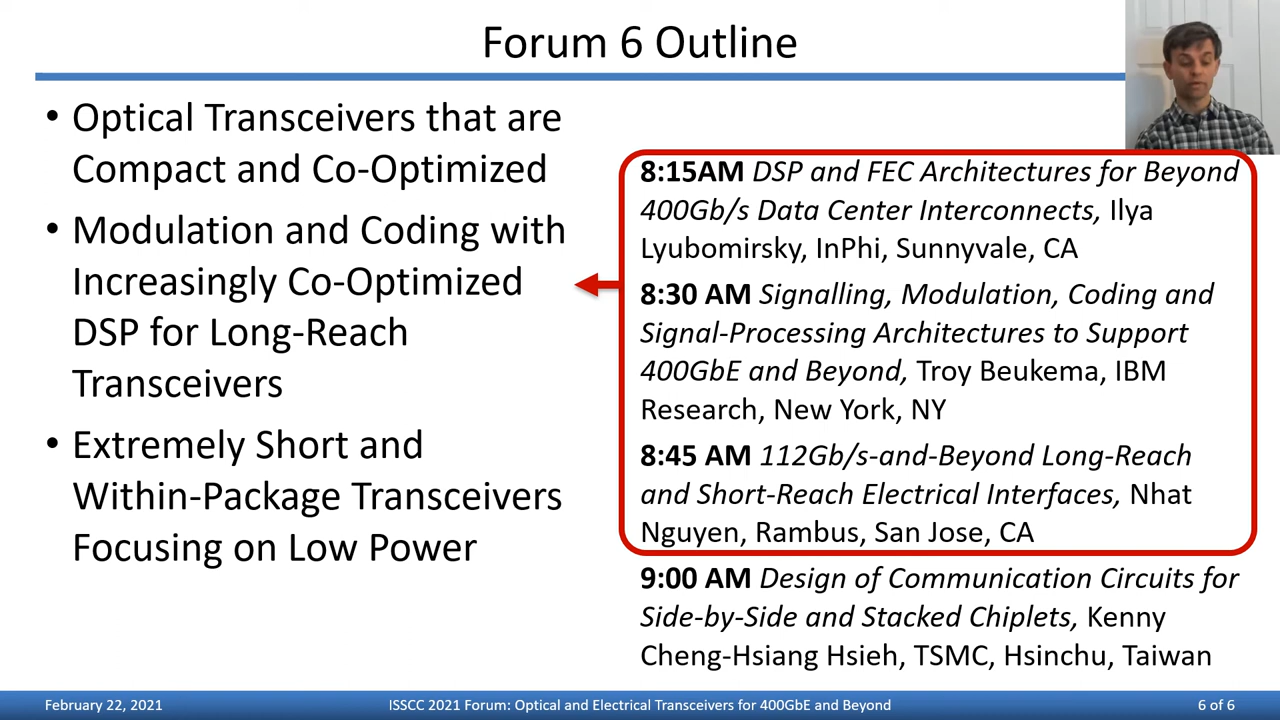 Forum 6 Outline
• Optical Transceivers that are
Compact and Co-Optimized
• Modulation and Coding with
Increasingly Co-Optimized
DSP for Long-Reach
Transceivers
• Extremely Short and
Within-Package Transceivers
Focusing on Low Power
8:15AM DSP and FEC Architectures for Beyond
400Gb/s Data Center Interconnects, Ilya
Lyubomirsky, InPhi, Sunnyvale, CA
8:30 AM Signalling, Modulation, Coding and
Signal-Processing Architectures to Support
400GbE and Beyond, Troy Beukema, IBM
Research, New York, NY
8:45 AM 112Gb/s-and-Beyond Long-Reach
and Short-Reach Electrical Interfaces, Nhat
Nguyen, Rambus, San Jose, CA
9:00 AM Design of Communication Circuits for
Side-by-Side and Stacked Chiplets, Kenny
Cheng-Hsiang Hsieh, TSMC, Hsinchu, Taiwan
February 22, 2021
ISSCC 2021 Forum: Optical and Electrical Transceivers for 400GbE and Beyond
6 of 6